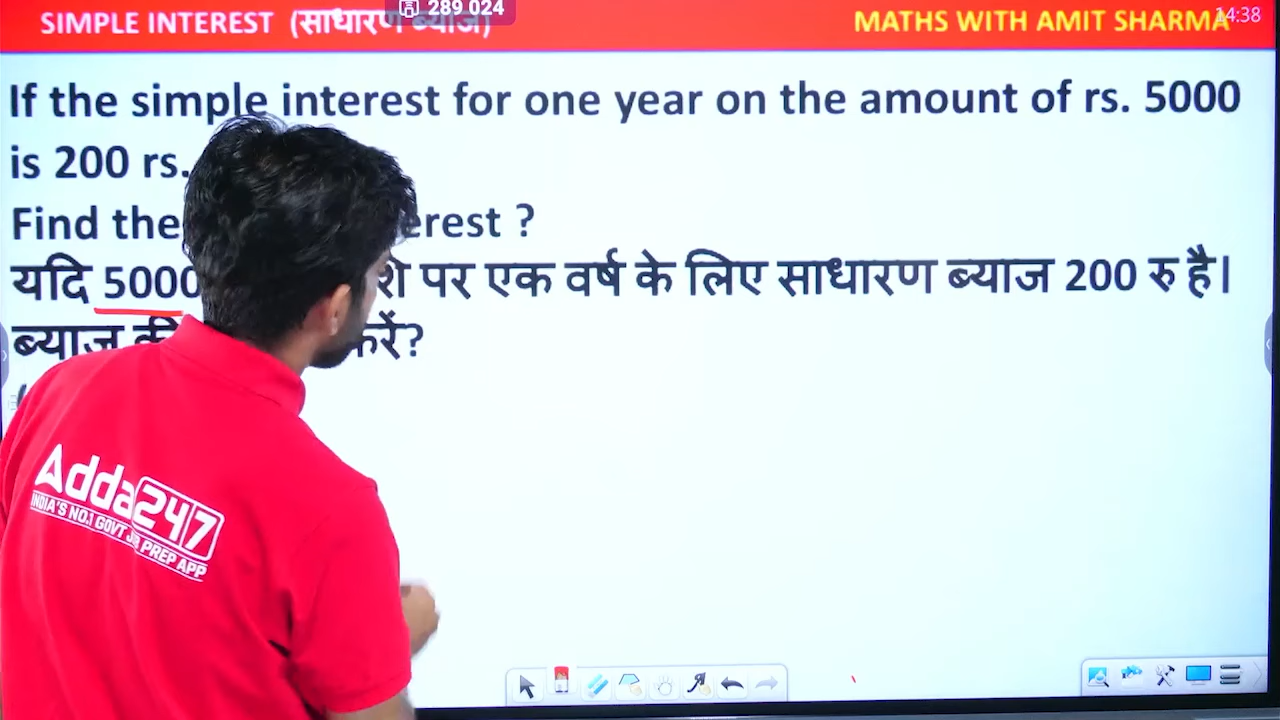 SIMPLE INTEREST (साधारण ब्याज)
289 024
MATHS WITH AMIT SHARMA
14:38
If the simple interest for one year on the amount of rs. 5000
is 200 rs.
Find the erest ?
यदि 5000 शि पर एक वर्ष के लिए साधारण ब्याज 200 रु है।
ब्याज की करें?
Adda247
INDIA'S NO.1 GOVT JOB PREP APP